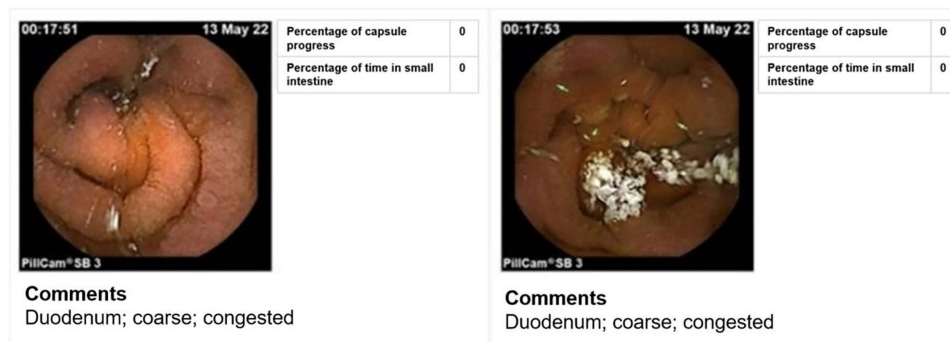 00:17:51 13 May 22
Percentage of capsule
progress
0
Percentage of time in small
intestine
0
PillCam®SB 3
Comments
Duodenum; coarse; congested
00:17:53 13 May 22
Percentage of capsule
progress
0
Percentage of time in small
intestine
0
PillCam®SB 3
Comments
Duodenum; coarse; congested